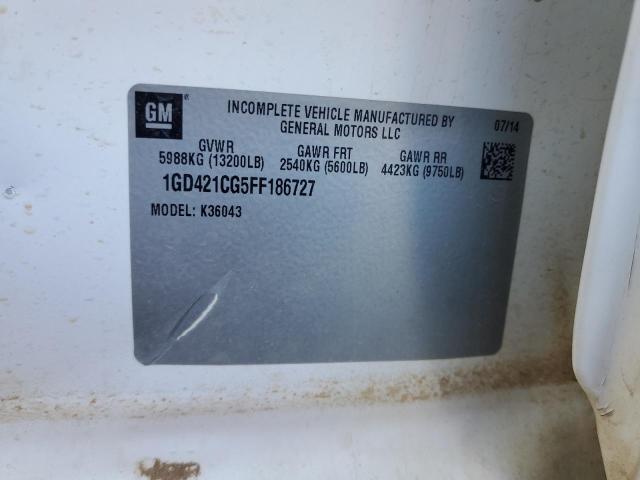 GM ®
INCOMPLETE VEHICLE MANUFACTURED BY
GENERAL MOTORS LLC
07/14
GVWR GAWR FRT GAWR RR
5988KG (13200LB) 2540KG (5600LB) 4423KG (9750LB)
1GD421CG5FF186727
MODEL: K36043